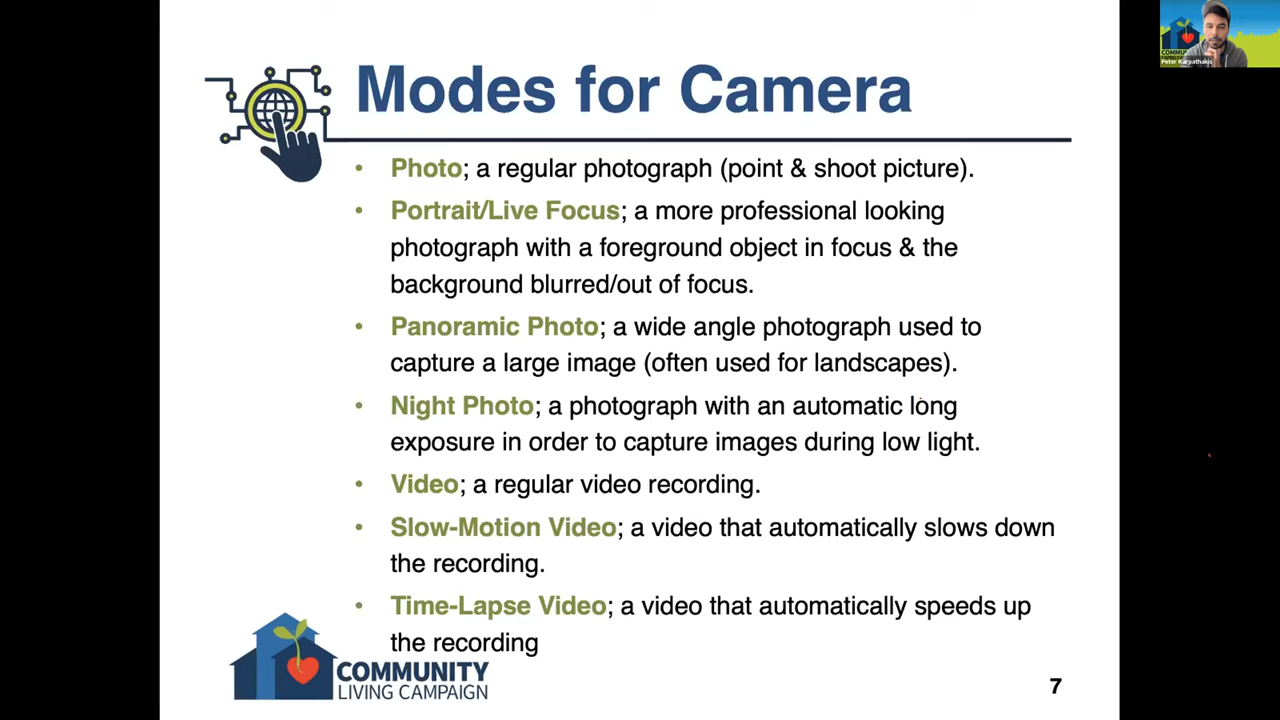 Modes for Camera
• Photo; a regular photograph (point & shoot picture).
• Portrait/Live Focus; a more professional looking
photograph with a foreground object in focus & the
background blurred/out of focus.
• Panoramic Photo; a wide angle photograph used to
capture a large image (often used for landscapes).
• Night Photo; a photograph with an automatic long
exposure in order to capture images during low light.
• Video; a regular video recording.
• Slow-Motion Video; a video that automatically slows down
the recording.
• Time-Lapse Video; a video that automatically speeds up
the recording
COMMUNITY
LIVING CAMPAIGN
7
Peter Karpathakis